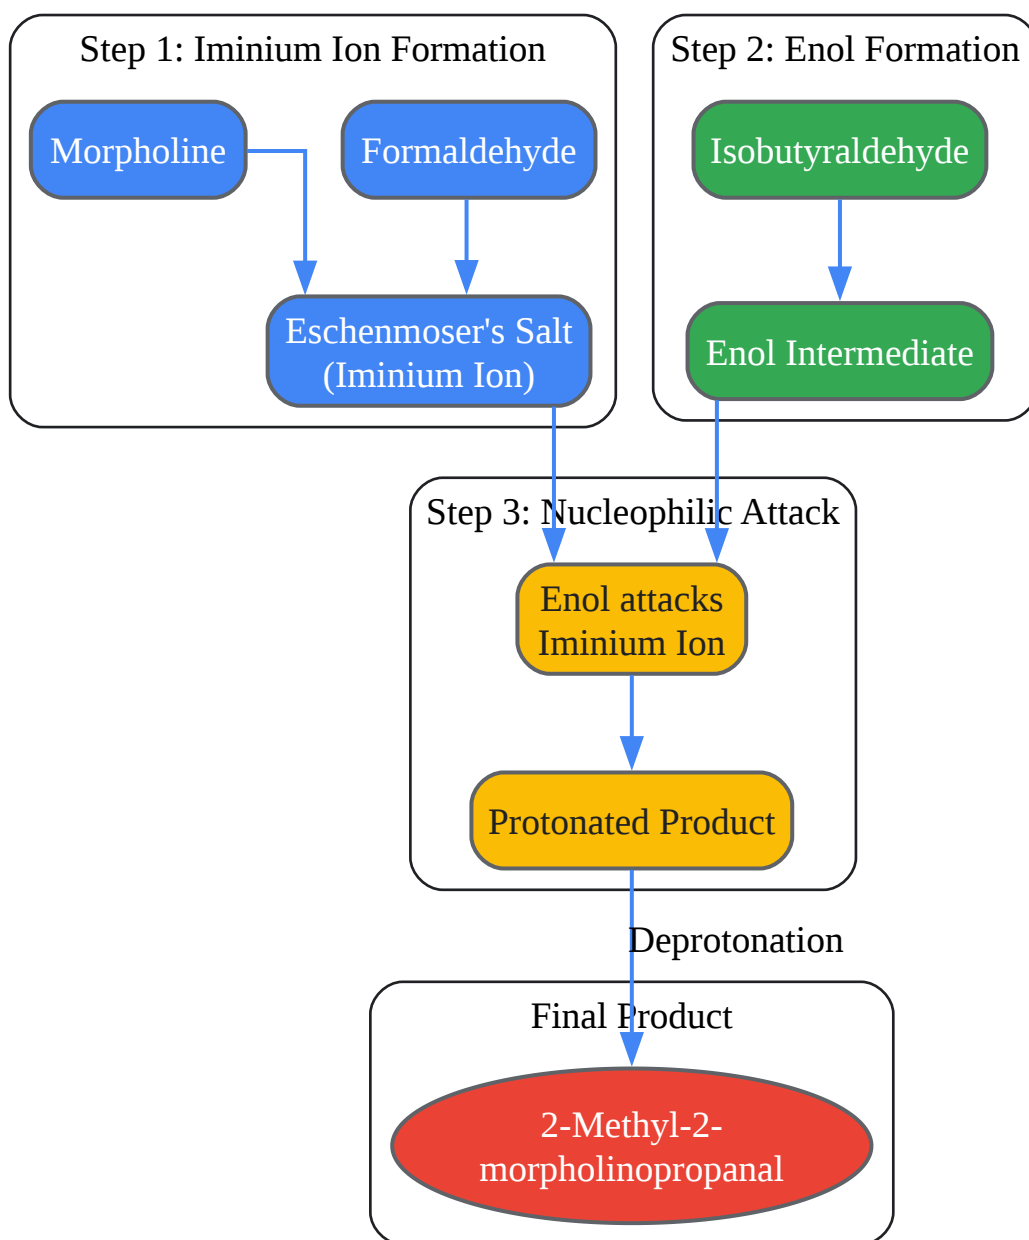 Step 1: Iminium Ion Formation
Morpholine
Formaldehyde
Eschenmoser's Salt
(Iminium Ion)
Step 2: Enol Formation
Isobutyraldehyde
Enol Intermediate
Step 3: Nucleophilic Attack
Enol attacks
Iminium Ion
Protonated Product
Deprotonation
Final Product
2-Methyl-2-
morpholinopropanal